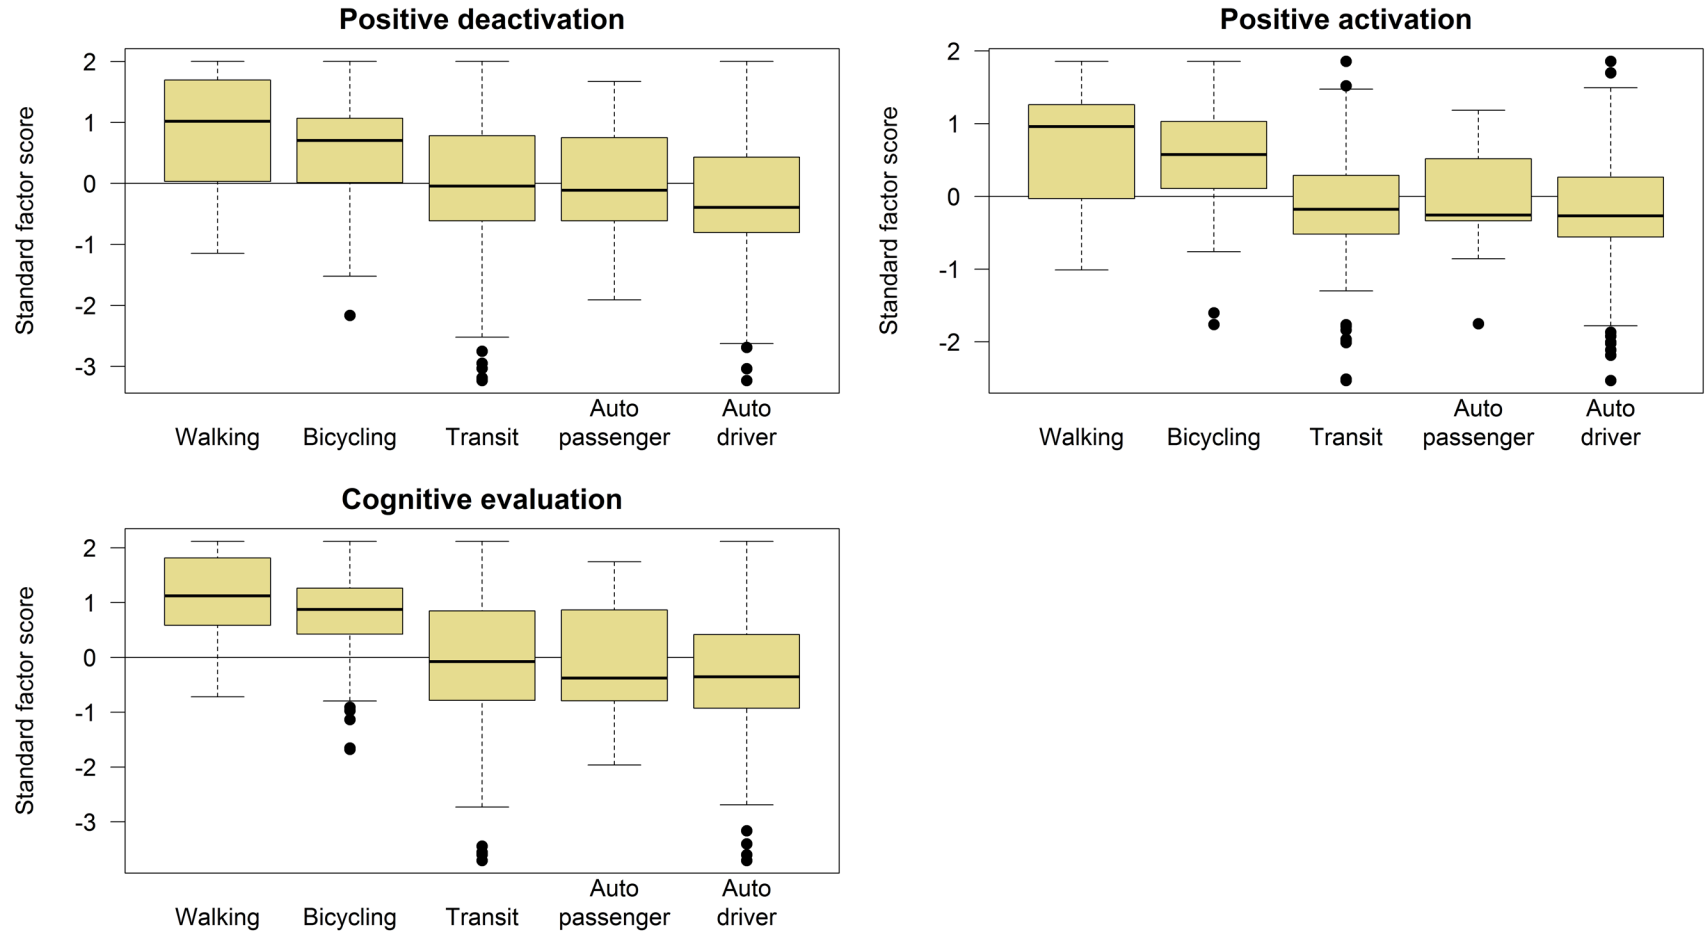 Positive deactivation
Standard factor score
2
1
0
-1
-2
-3
Walking
Bicycling
Transit
Auto
passenger
Auto
driver
Positive activation
Standard factor score
2
1
0
-1
-2
Walking
Bicycling
Transit
Auto
passenger
Auto
driver
Cognitive evaluation
Standard factor score
2
1
0
-1
-2
-3
Walking
Bicycling
Transit
Auto
passenger
Auto
driver